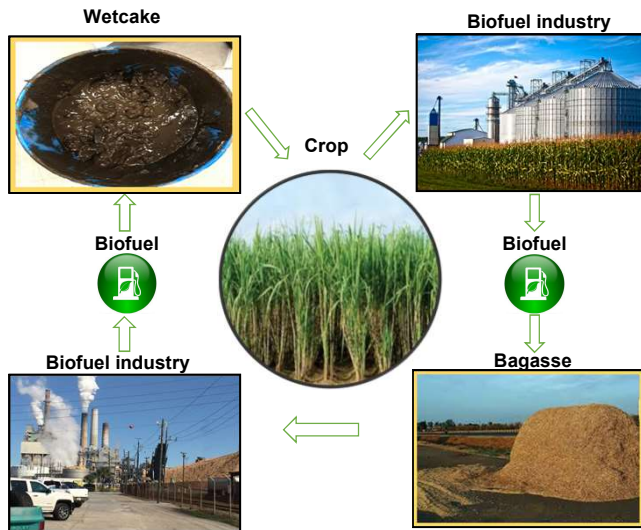 Wetcake
Biofuel industry
Crop
Biofuel
Biofuel
Biofuel industry
Bagasse